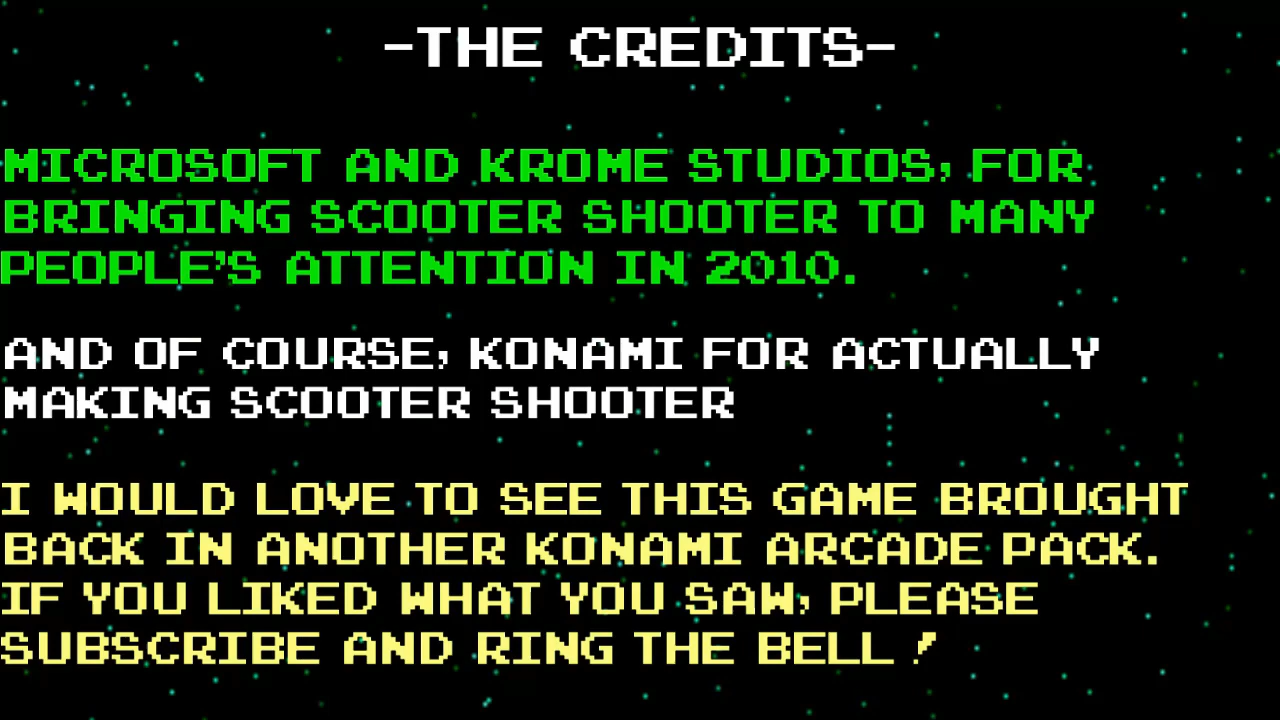 -THE CREDITS-
MICROSOFT AND KROME STUDIOS, FOR
BRINGING SCOOTER SHOOTER TO MANY
PEOPLE'S ATTENTION IN 2010.
AND OF COURSE, KONAMI FOR ACTUALLY
MAKING SCOOTER SHOOTER
I WOULD LOVE TO SEE THIS GAME BROUGHT
BACK IN ANOTHER KONAMI ARCADE PACK.
IF YOU LIKED WHAT YOU SAW, PLEASE
SUBSCRIBE AND RING THE BELL !